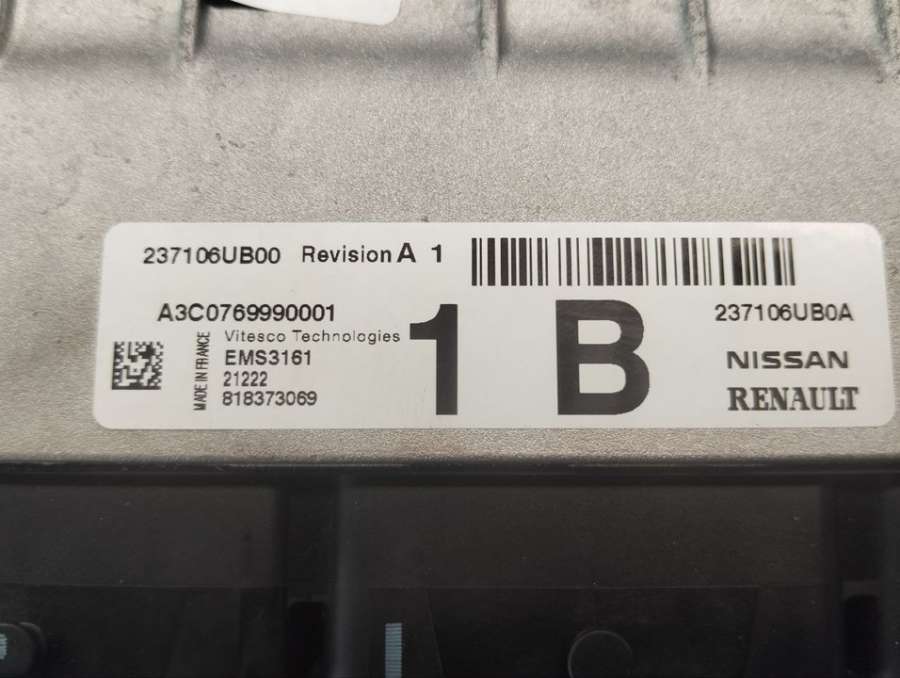 237106UB00 Revision A 1
A3C0769990001
237106UB0A
MADE IN FRANCE
Vitesco Technologies
EMS3161
21222
818373069
1 B
NISSAN
RENAULT